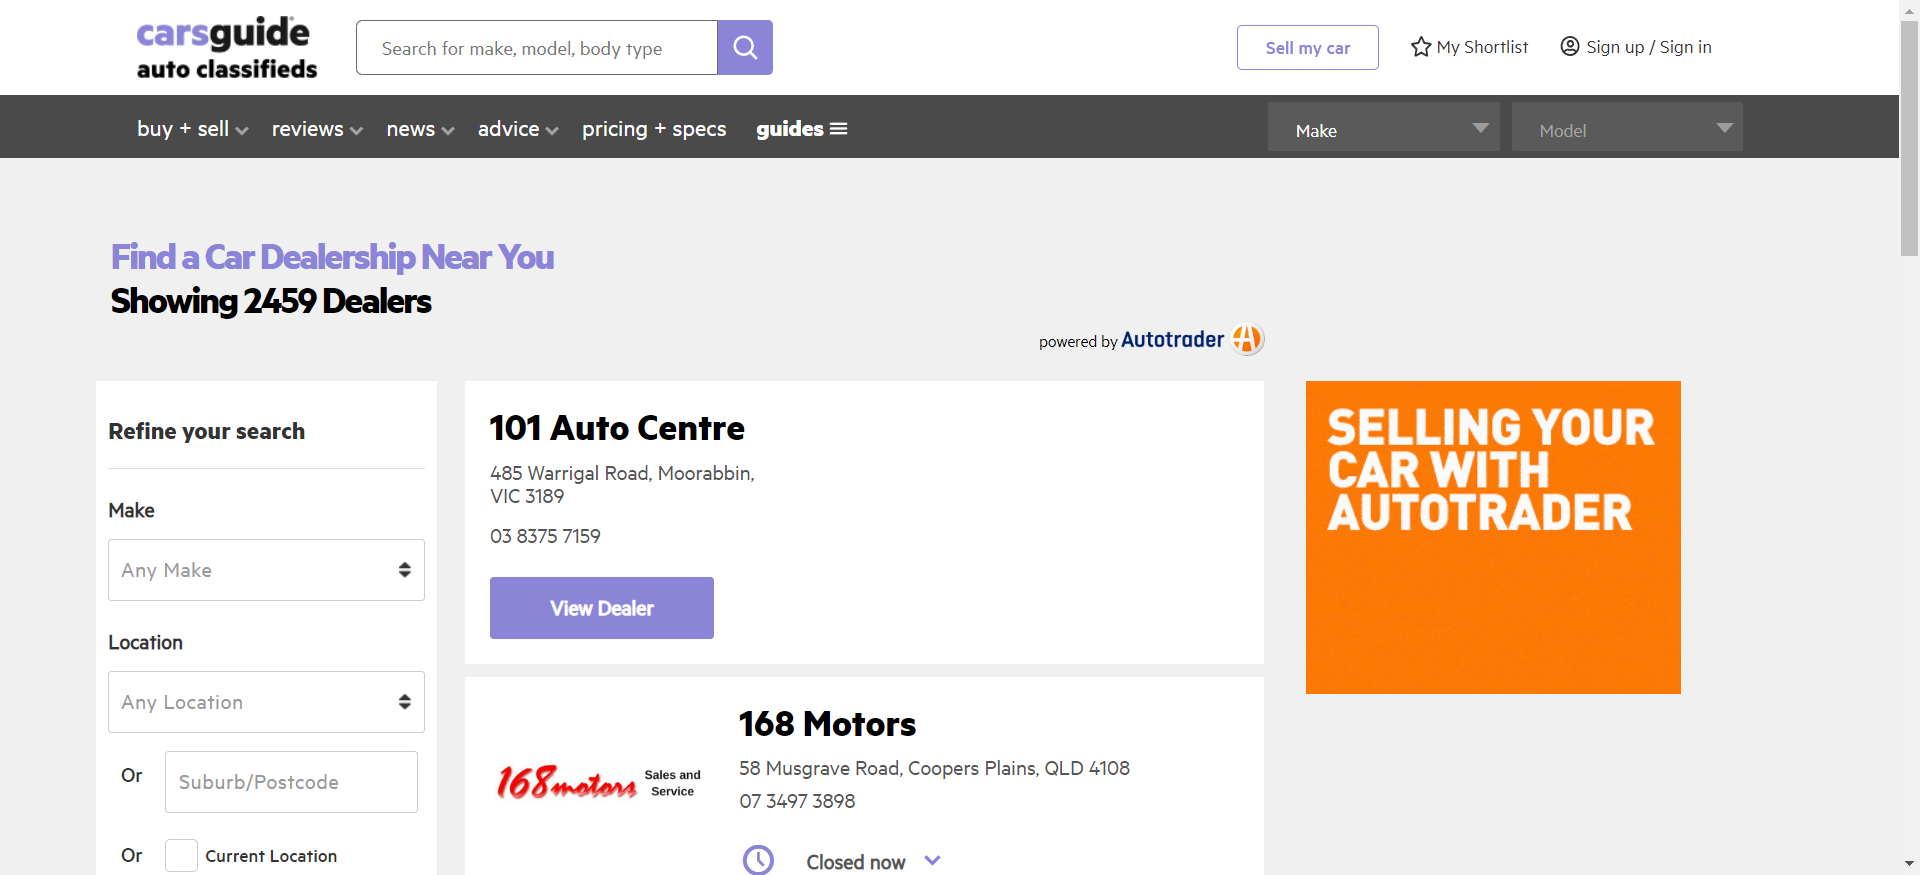 carsguide
auto classifieds
Search for make, model, body type
Sell my car
My Shortlist
Sign up / Sign in
buy + sell
reviews
news
advice
pricing + specs
guides
Make
Model
Find a Car Dealership Near You
Showing 2459 Dealers
powered by Autotrader
Refine your search
Make
Any Make
Location
Any Location
Or
Suburb/Postcode
Or
Current Location
101 Auto Centre
485 Warrigal Road, Moorabbin,
VIC 3189
03 8375 7159
View Dealer
168 motors
Sales and
Service
168 Motors
58 Musgrave Road, Coopers Plains, QLD 4108
07 3497 3898
Closed now
SELLING YOUR
CAR WITH
AUTOTRADER